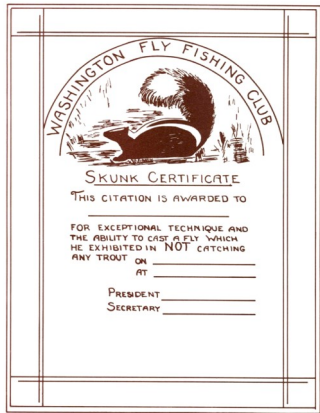 WASHINGTON FLY FISHING CLUB
SKUNK CERTIFICATE
THIS CITATION IS AWARDED TO
FOR EXCEPTIONAL TECHNIQUE AND
THE ABILITY TO CAST A FLY WHICH
HE EXHIBITED IN NOT CATCHING
ANY TROUT ON
AT
PRESIDENT
SECRETARY